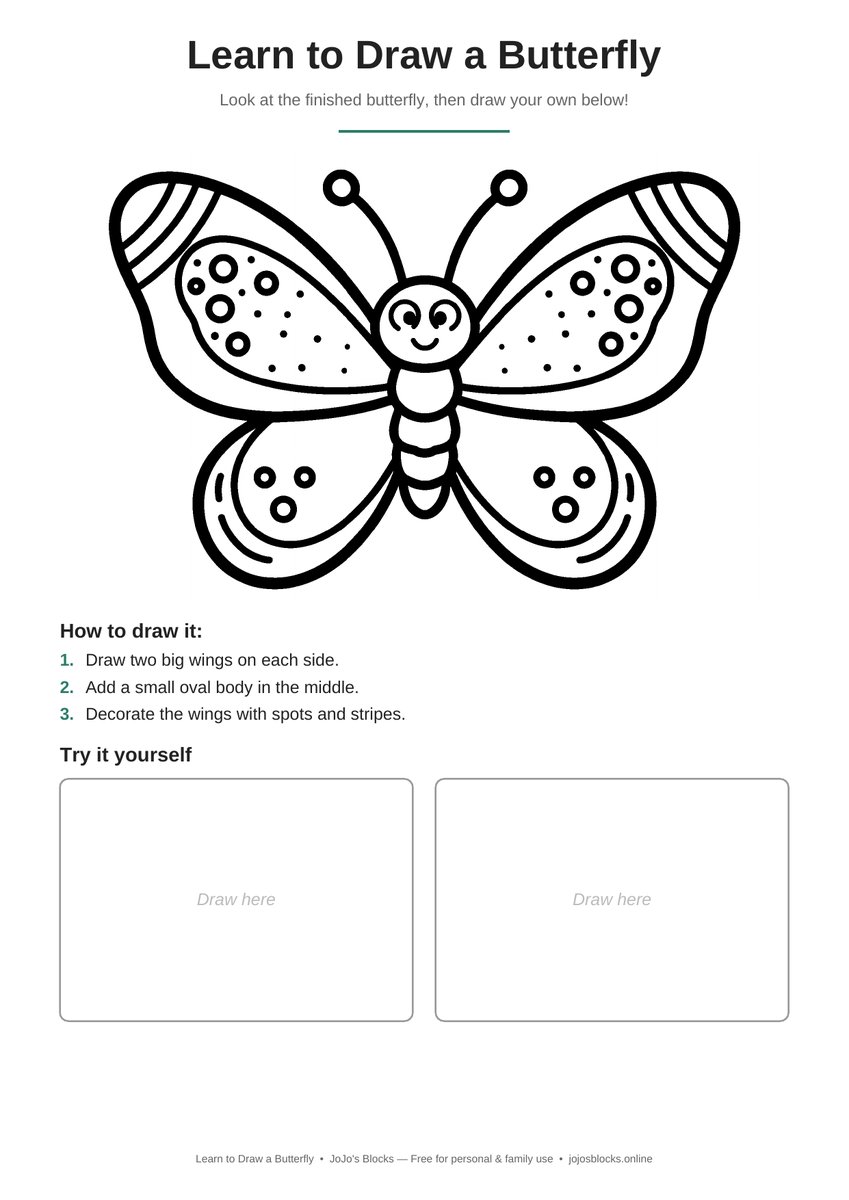 Learn to Draw a Butterfly
Look at the finished butterfly, then draw your own below!
How to draw it:
1. Draw two big wings on each side.
2. Add a small oval body in the middle.
3. Decorate the wings with spots and stripes.
Try it yourself
Draw here
Draw here
Learn to Draw a Butterfly • JoJo's Blocks — Free for personal & family use • jojosblocks.online